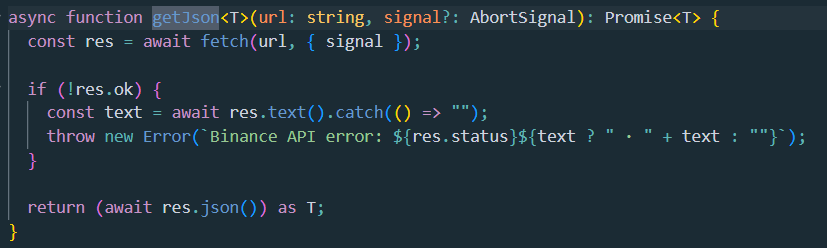 async function getJson<T>(url: string, signal?: AbortSignal): Promise<T> {
  const res = await fetch(url, { signal });

  if (!res.ok) {
    const text = await res.text().catch(() => "");
    throw new Error(`Binance API error: ${res.status}${text ? " · " + text : ""}`);
  }

  return (await res.json()) as T;
}